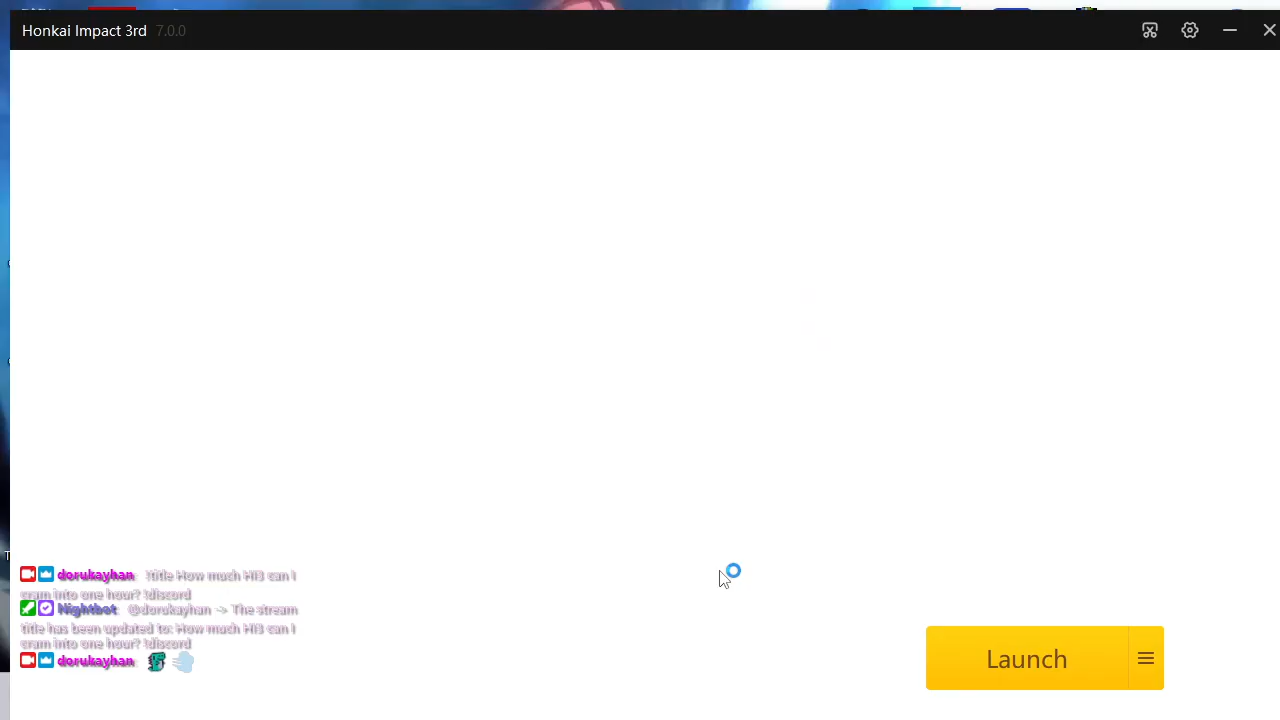 Honkai Impact 3rd 7.0.0
dorukayhan: !title How much HI3 can I
cram into one hour? !discord
Nightbot: @dorukayhan -> The stream
title has been updated to: How much HI3 can I
cram into one hour? !discord
dorukayhan:
Launch